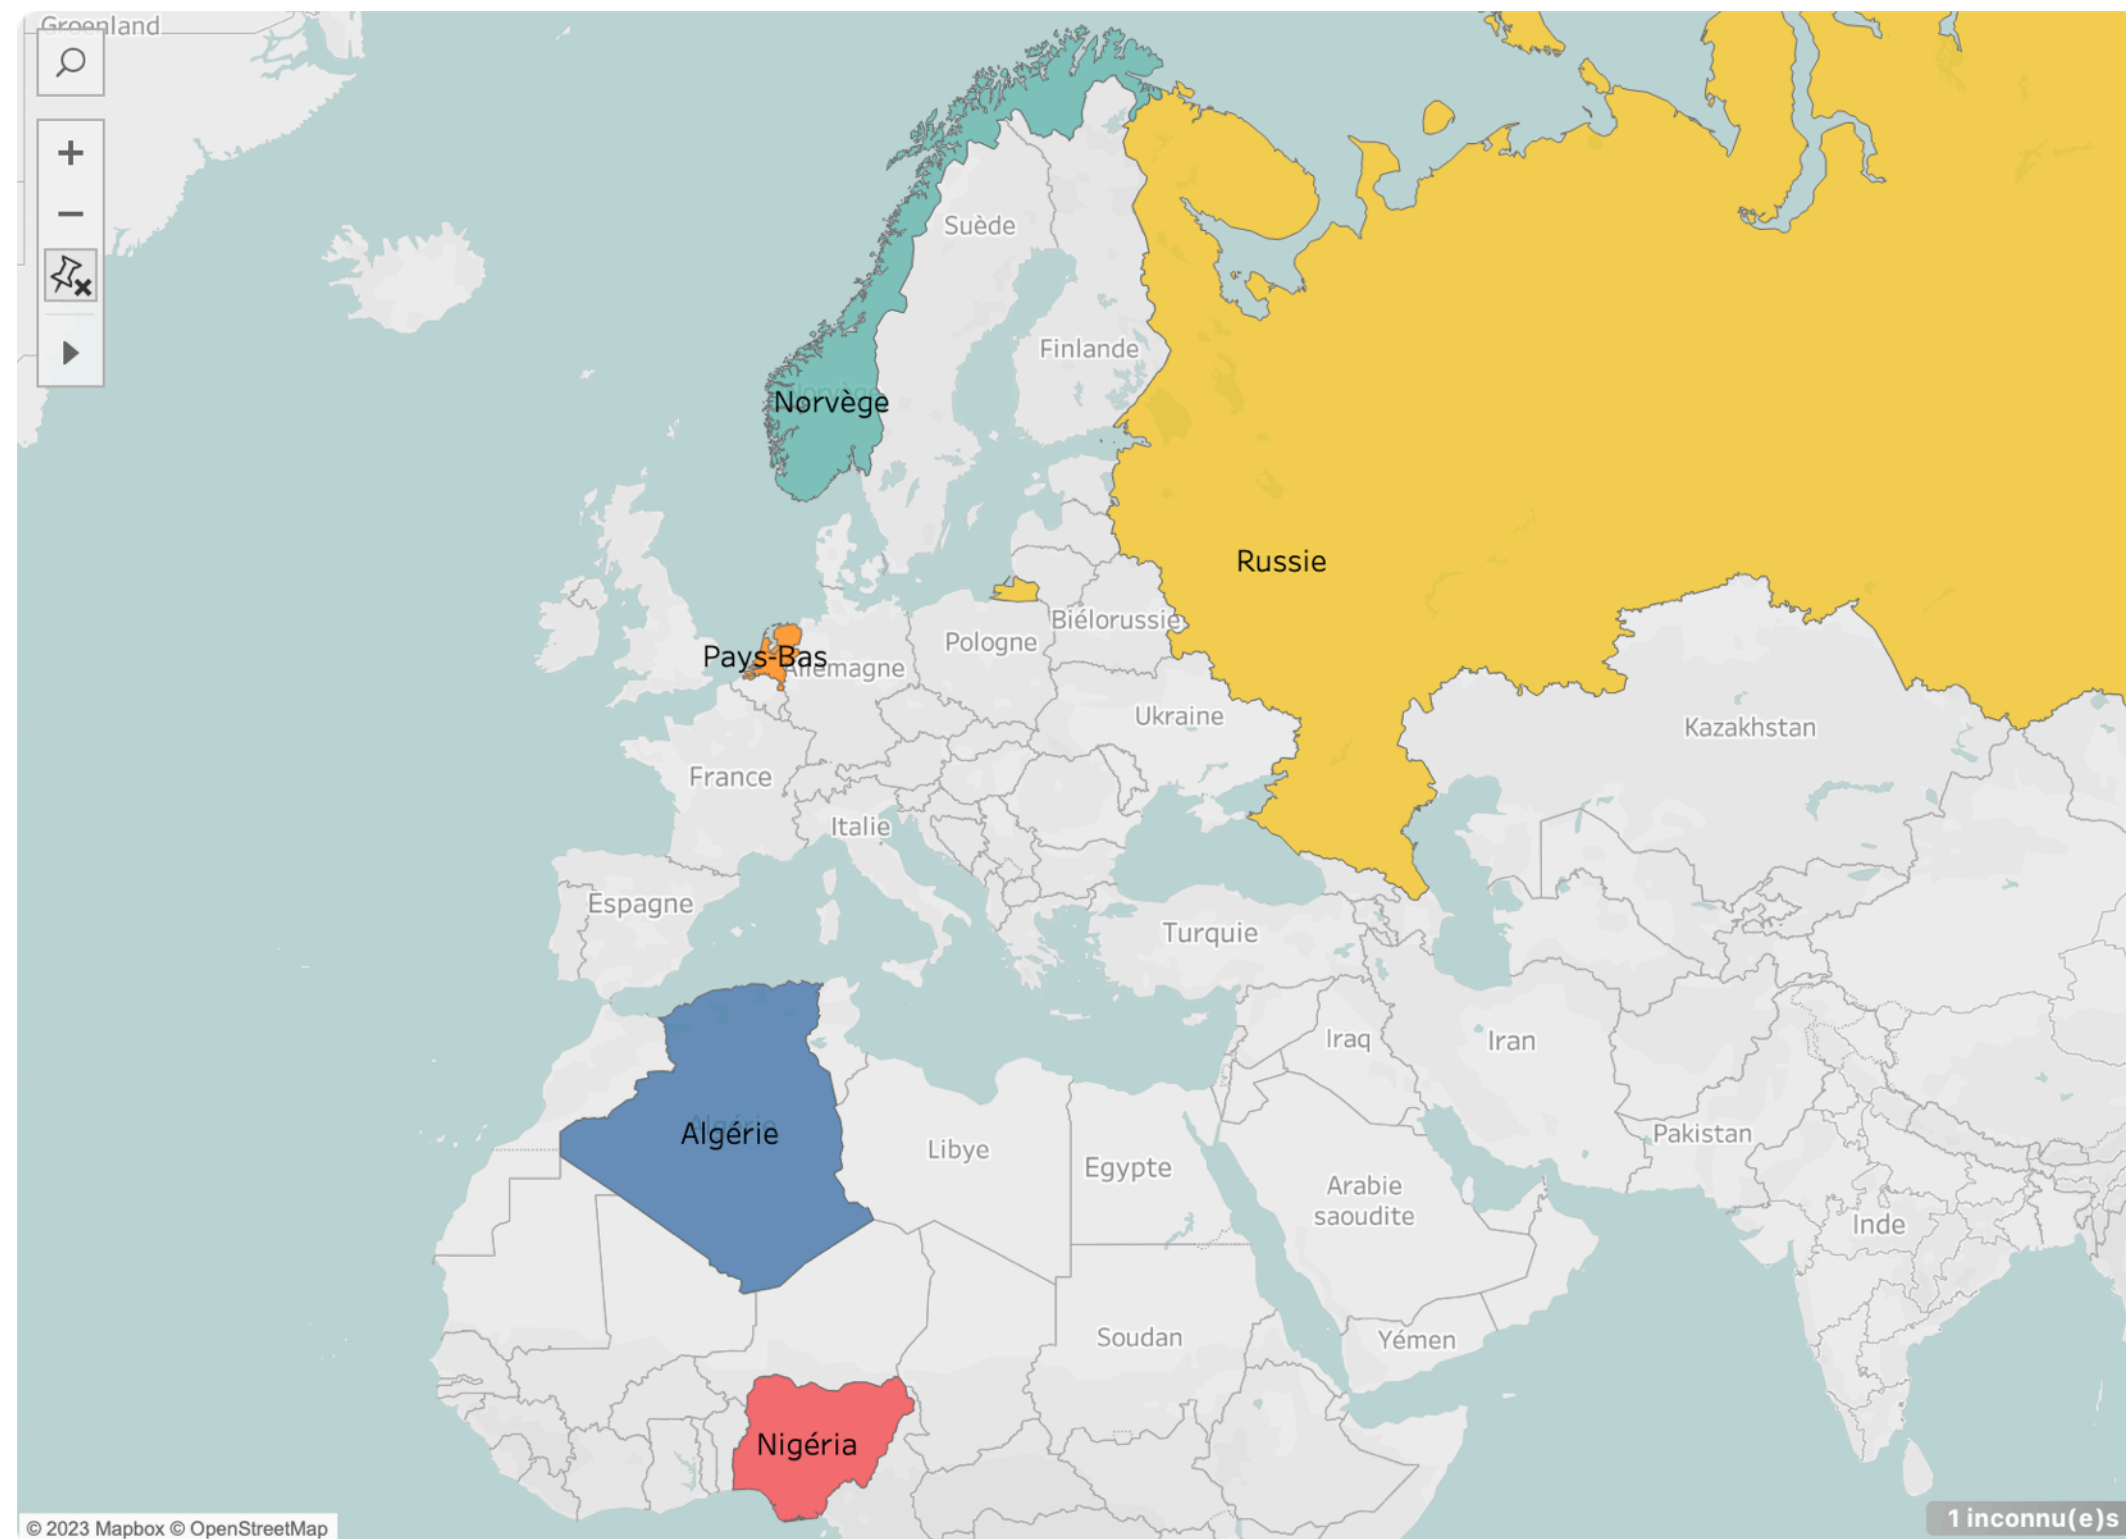 Groenland
Suède
Finlande
Norvège
Russie
Biélorussie
Pologne
Pays-Bas
Allemagne
Ukraine
Kazakhstan
France
Italie
Espagne
Turquie
Iraq
Iran
Algérie
Pakistan
Libye
Egypte
Arabie
saoudite
Inde
Soudan
Yémen
Nigéria
© 2023 Mapbox © OpenStreetMap
1 inconnu(e)s